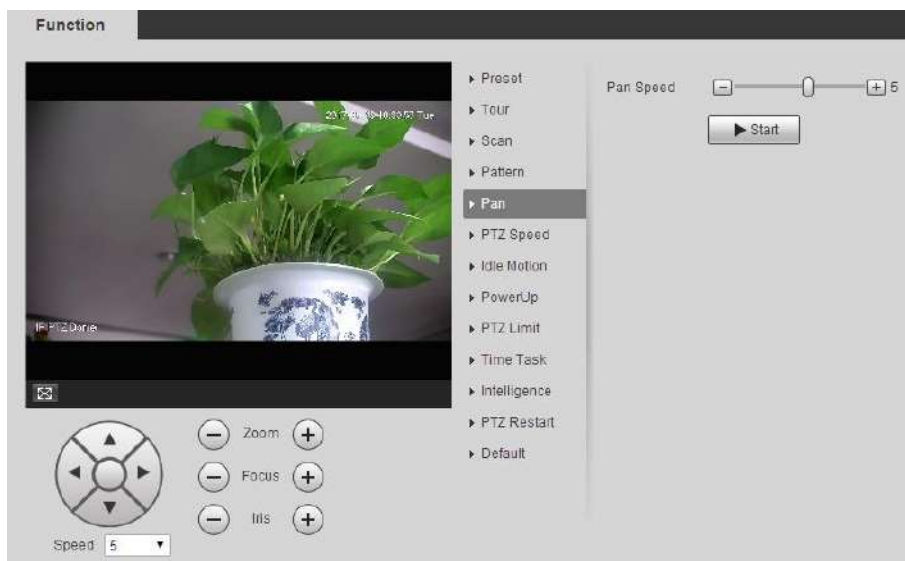 Function
Tue
IP PTZ Dome
Preset
Tour
Scan
Pattern
Pan
PTZ Speed
Idle Motion
PowerUp
PTZ Limit
Time Task
Intelligence
PTZ Restart
Default
Pan Speed 5
Start
Zoom
Focus
Iris
Speed 5